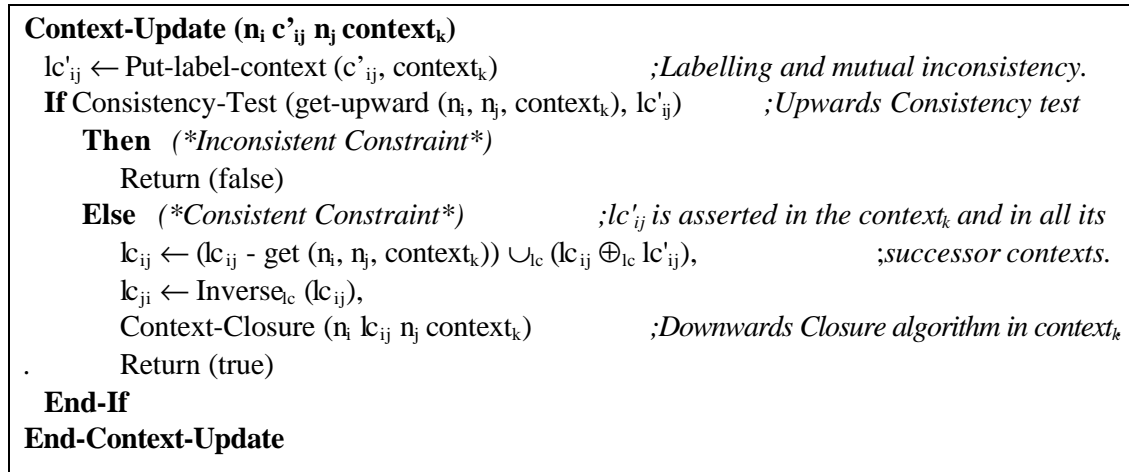 Context-Update (nᵢ c’ᵢⱼ nⱼ contextₖ)
lc'ᵢⱼ ← Put-label-context (c’ᵢⱼ, contextₖ) ;Labelling and mutual inconsistency.
If Consistency-Test (get-upward (nᵢ, nⱼ, contextₖ), lc'ᵢⱼ) ;Upwards Consistency test
Then (*Inconsistent Constraint*)
Return (false)
Else (*Consistent Constraint*) ;lc'ᵢⱼ is asserted in the contextₖ and in all its
lcᵢⱼ ← (lcᵢⱼ - get (nᵢ, nⱼ, contextₖ)) ∪lc (lcᵢⱼ ⊕lc lc'ᵢⱼ), ;successor contexts.
lcⱼᵢ ← Inverselc (lcᵢⱼ),
Context-Closure (nᵢ lcᵢⱼ nⱼ contextₖ) ;Downwards Closure algorithm in contextₖ.
. Return (true)
End-If
End-Context-Update